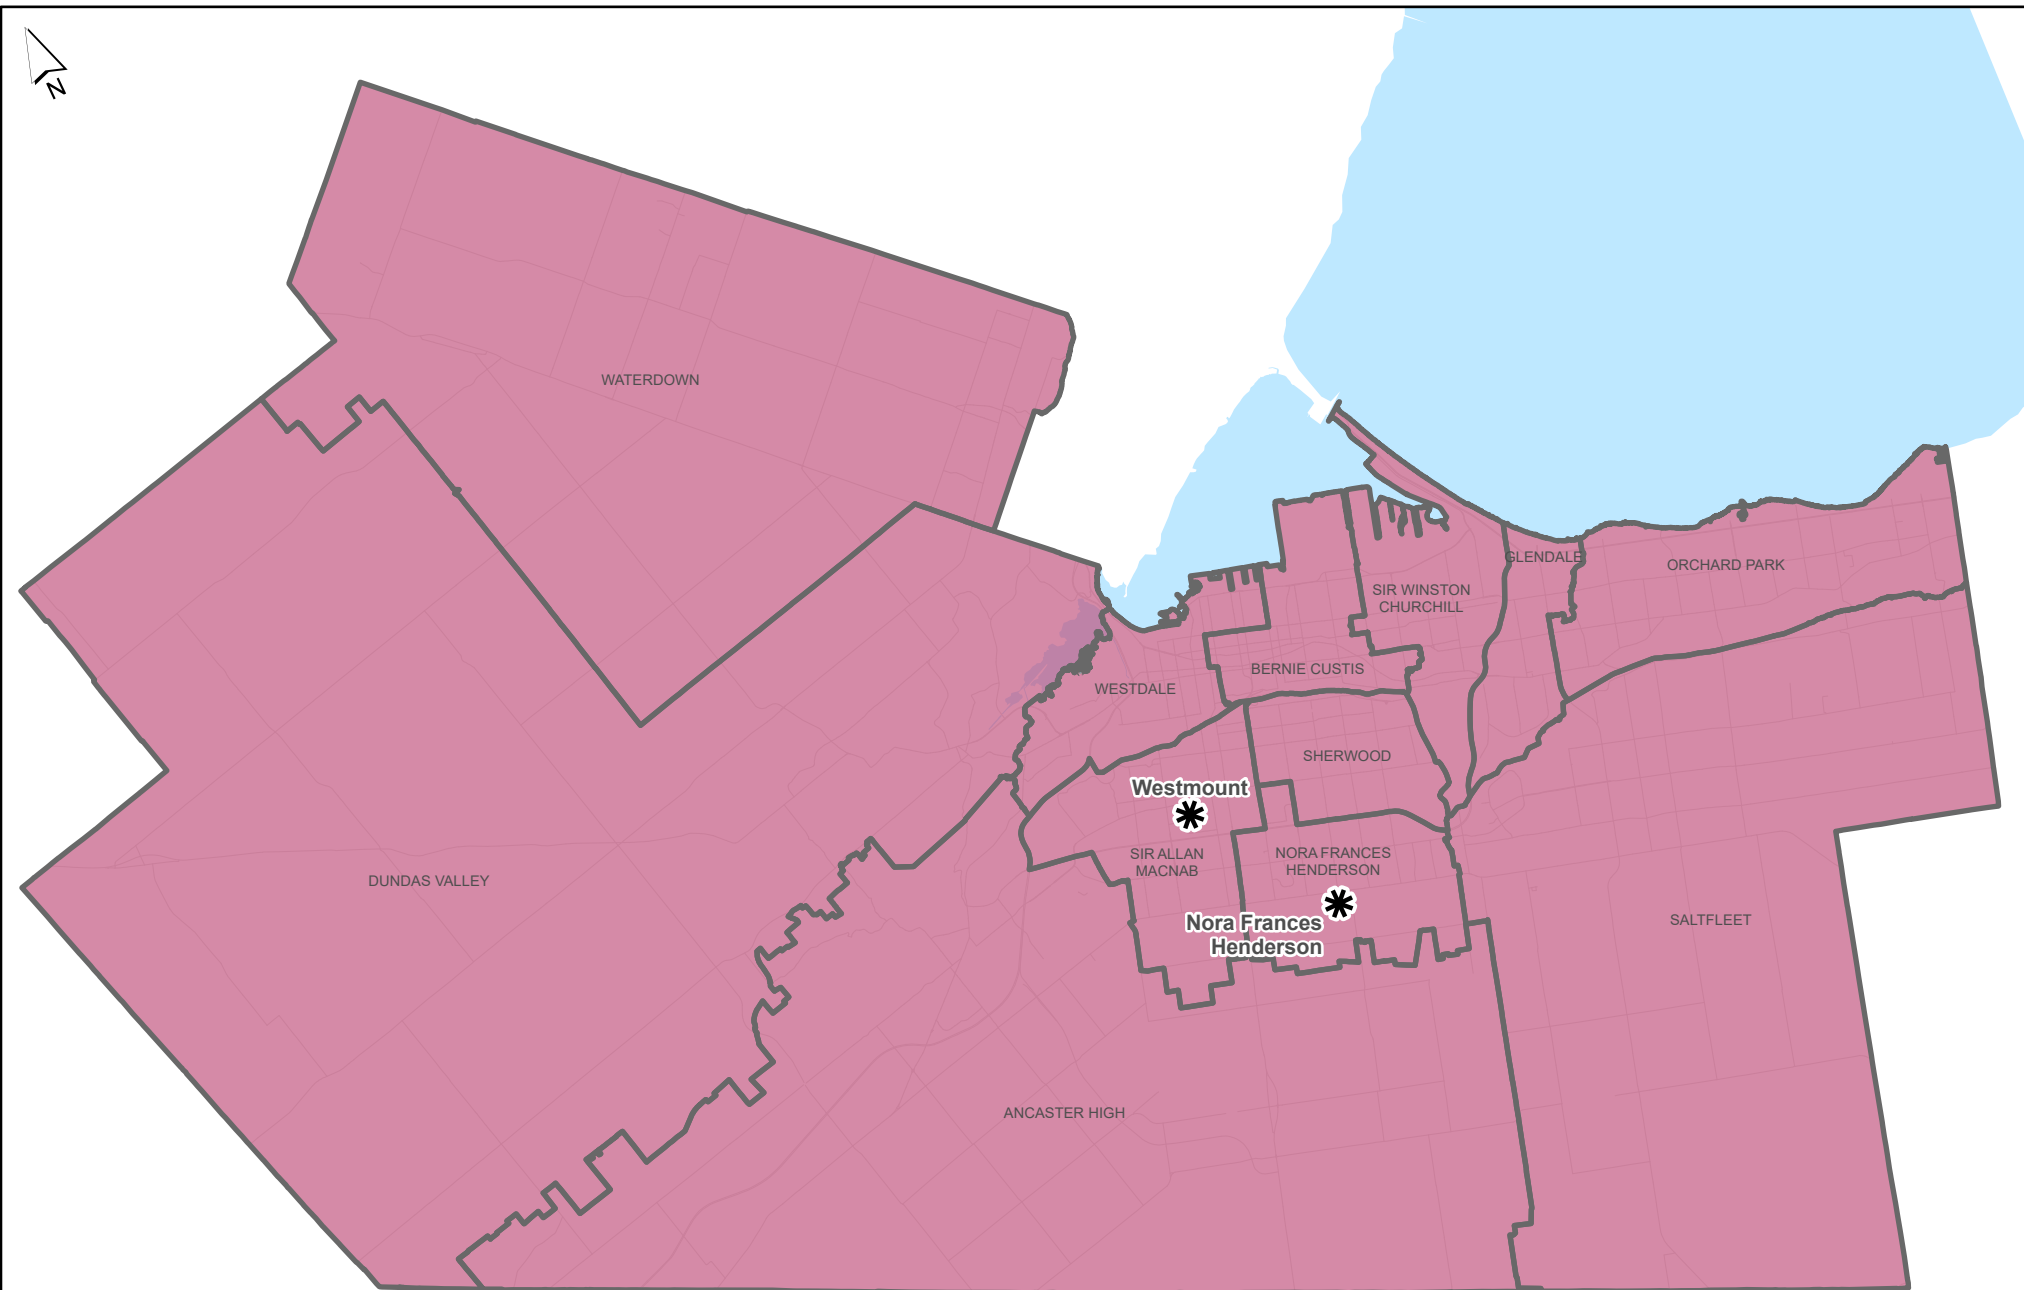 N
WATERDOWN
GLENDALE
ORCHARD PARK
SIR WINSTON
CHURCHILL
BERNIE CUSTIS
WESTDALE
SHERWOOD
Westmount
SIR ALLAN
MACNAB
NORA FRANCES
HENDERSON
DUNDAS VALLEY
Nora Frances
Henderson
SALTFLEET
ANCASTER HIGH